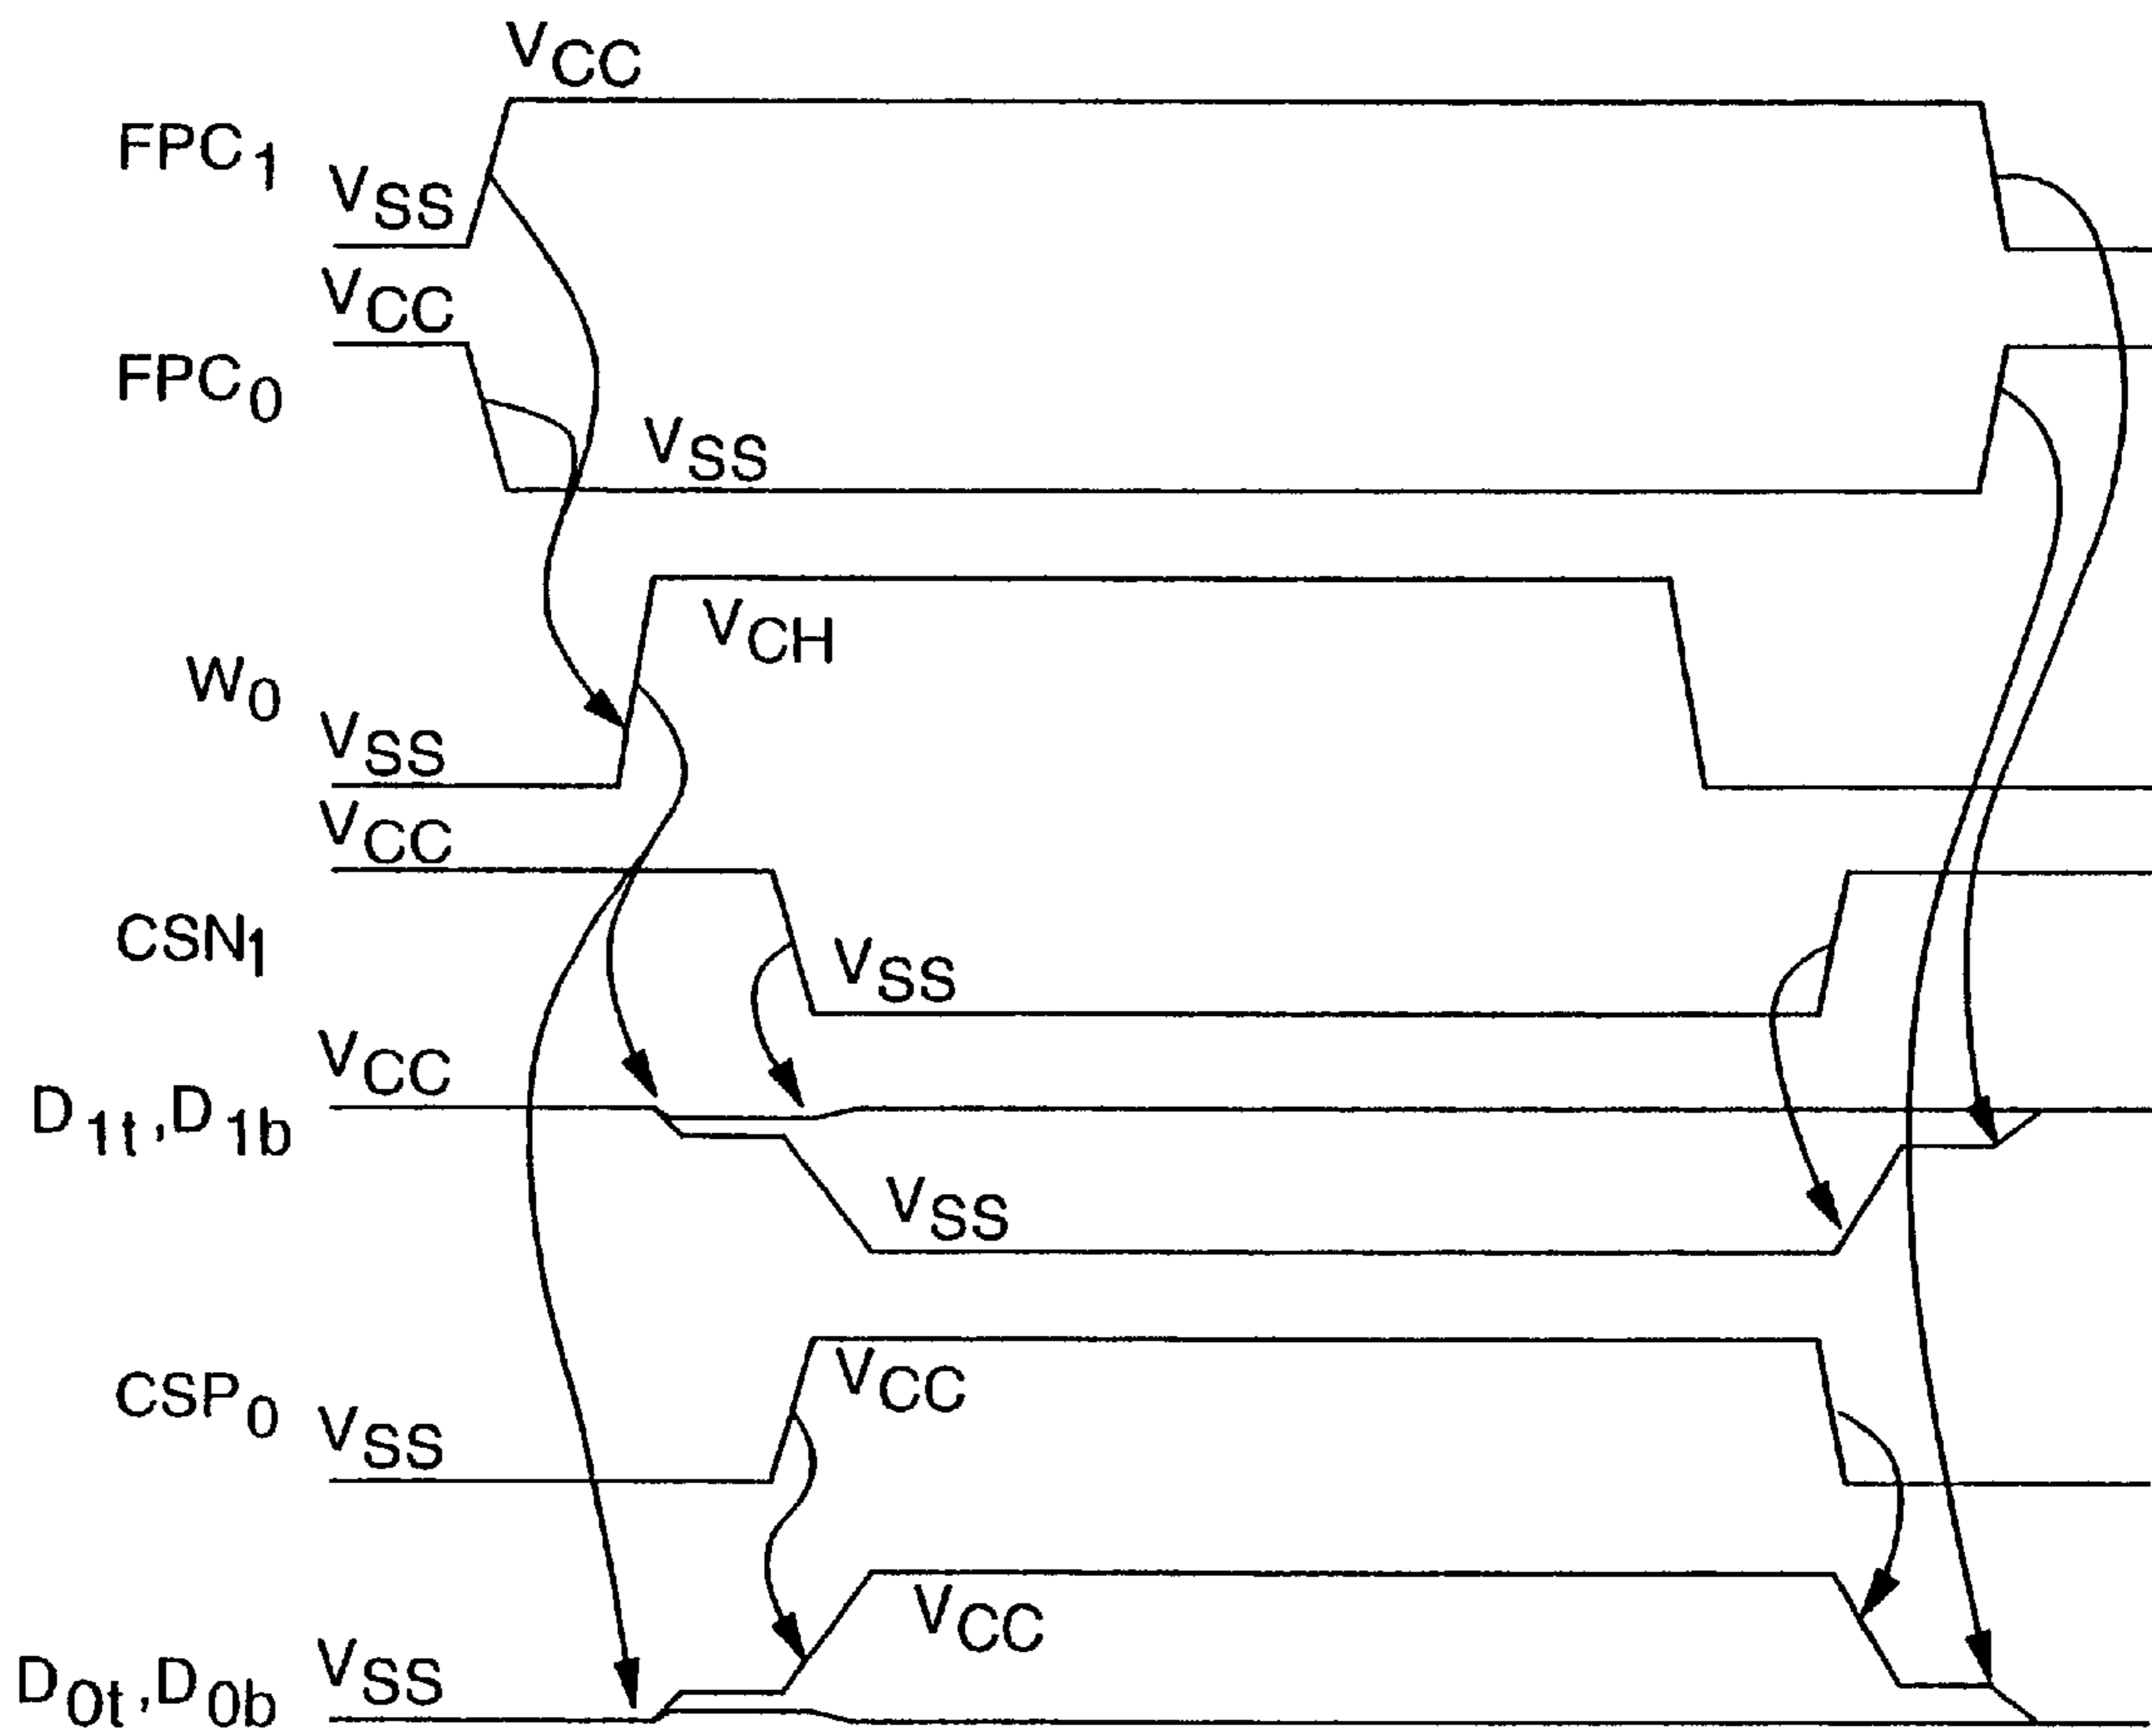 VCC
FPC1
VSS
VCC
FPC0
VSS
VCH
W0
VSS
VCC
CSN1
VSS
VCC
D1t,D1b
VSS
VCC
CSP0
VSS
VCC
VSS
D0t,D0b